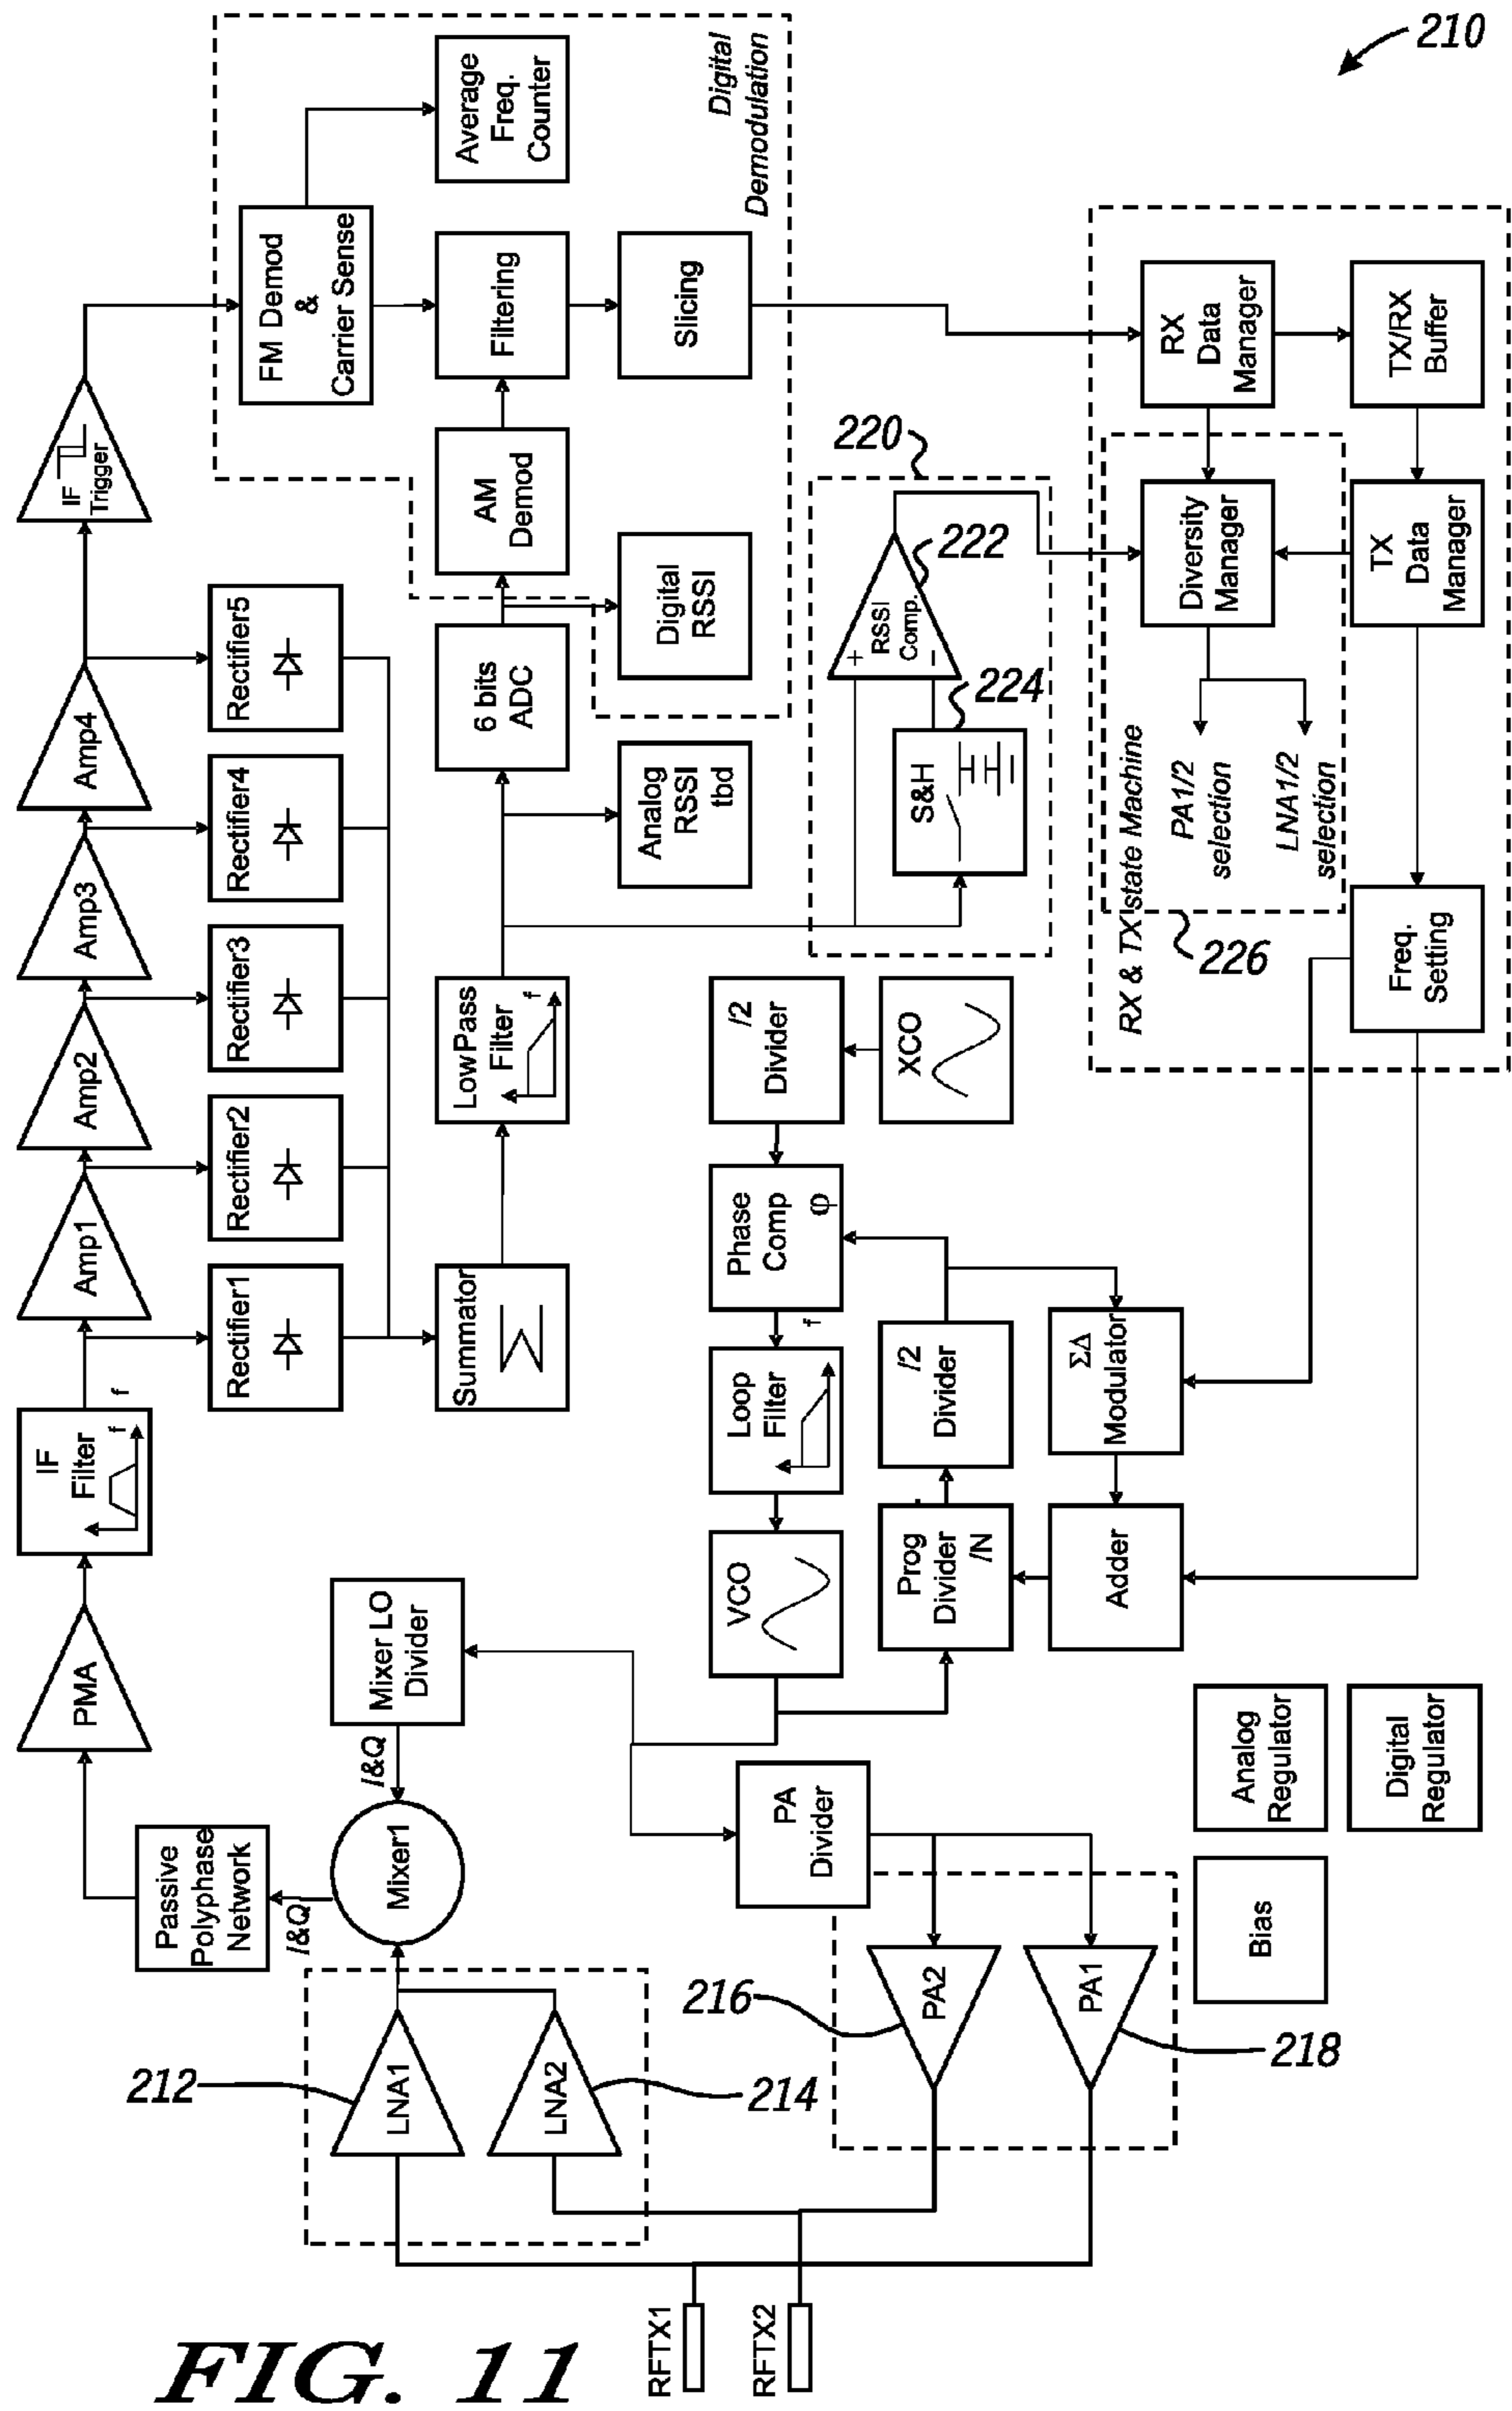 210
Digital
Demodulation
Average
Freq.
Counter
FM Demod
&
Carrier Sense
Filtering
Slicing
AM
Demod
Digital
RSSI
IF
Trigger
Amp4
Amp3
Amp2
Amp1
Rectifier5
Rectifier4
Rectifier3
Rectifier2
Rectifier1
6 bits
ADC
Analog
RSSI
tbd
LowPass
Filter
f
Summator
Σ
IF
Filter
f
f
PMA
Passive
Polyphase
Network
I&Q
Mixer1
I&Q
Mixer LO
Divider
220
222
RSSI
Comp.
+
−
224
S&H
RX
Data
Manager
TX/RX
Buffer
Diversity
Manager
TX
Data
Manager
PA1/2
selection
LNA1/2
selection
RX & TX state Machine
226
Freq.
Setting
/2
Divider
XCO
Phase
Comp
φ
f
Loop
Filter
/2
Divider
ΣΔ
Modulator
VCO
Prog
Divider
/N
Adder
PA
Divider
Analog
Regulator
Digital
Regulator
Bias
212
LNA1
LNA2
214
216
PA2
PA1
218
RFTX1
RFTX2
FIG. 11